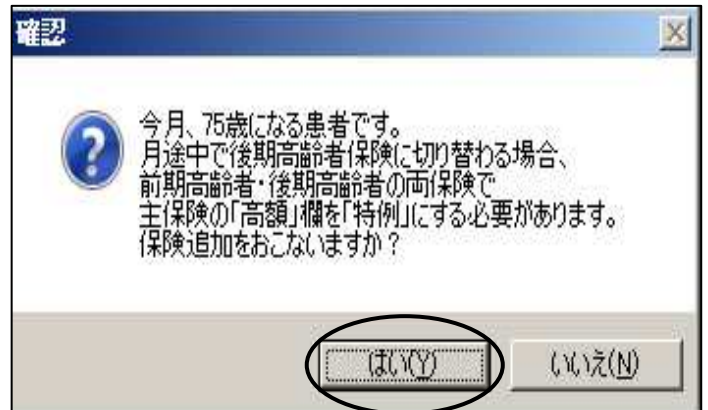 確認
今月、75歳になる患者です。
月途中で後期高齢者保険に切り替わる場合、
前期高齢者・後期高齢者の両保険で
主保険の「高額」欄を「特例」にする必要があります。
保険追加をおこないますか？
はい(Y)
いいえ(N)